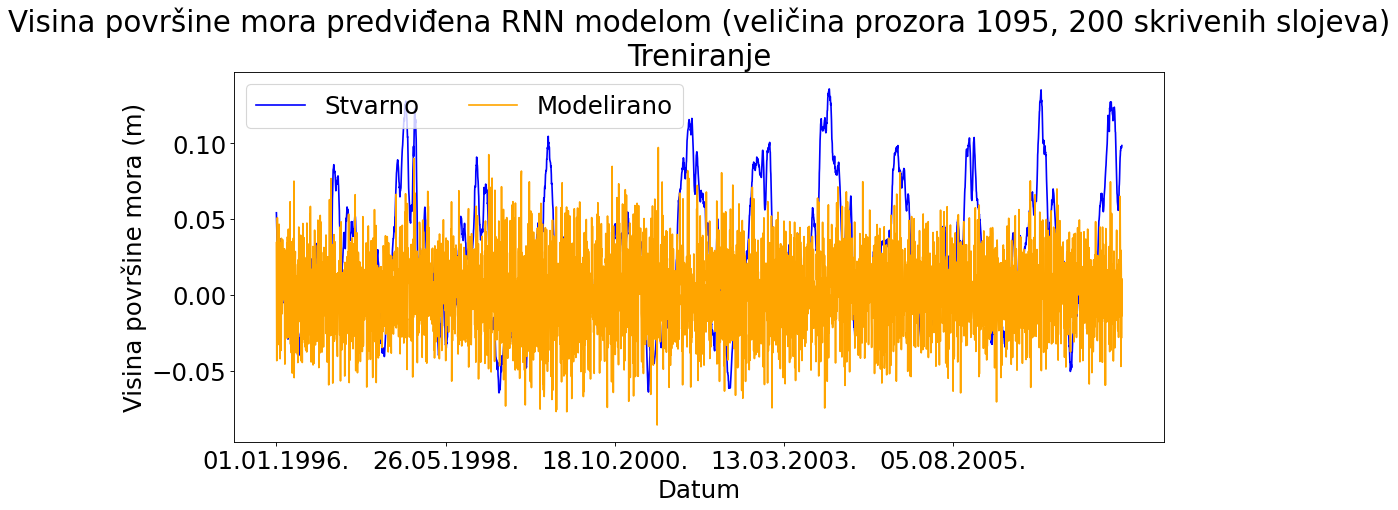 Visina površine mora predviđena RNN modelom (veličina prozora 1095, 200 skrivenih slojeva)
Treniranje
Stvarno Modelirano
Visina površine mora (m)
0.10
0.05
0.00
−0.05
01.01.1996. 26.05.1998. 18.10.2000. 13.03.2003. 05.08.2005.
Datum